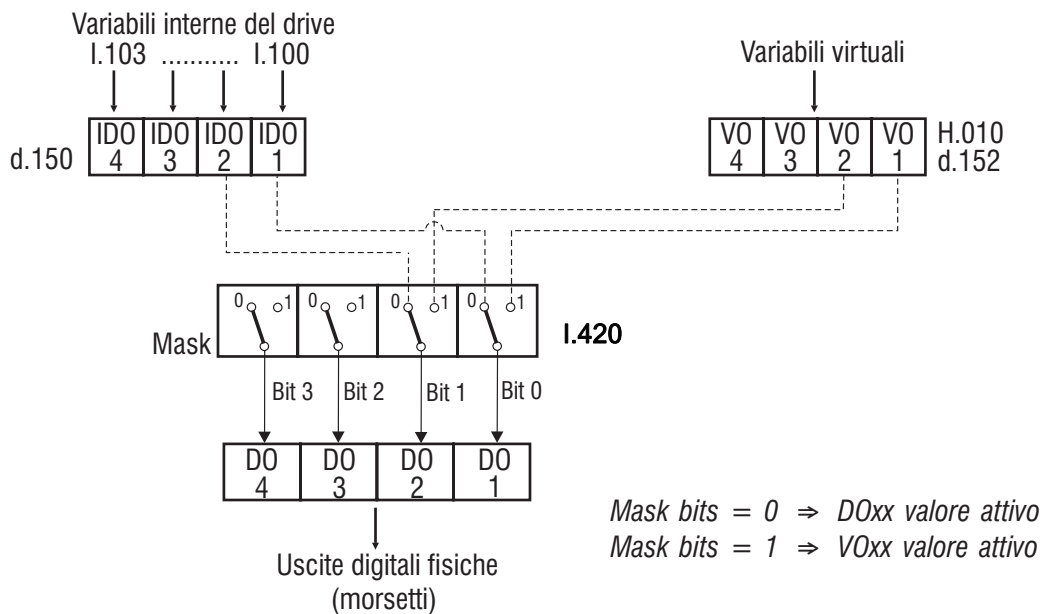 Variabili interne del drive
I.103 ........... I.100
Variabili virtuali
IDO 4 IDO 3 IDO 2 IDO 1
d.150
VO 4 VO 3 VO 2 VO 1
H.010
d.152
0 1 0 1 0 1 0 1
Mask
I.420
Bit 3 Bit 2 Bit 1 Bit 0
DO 4 DO 3 DO 2 DO 1
Mask bits = 0 ⇒ DOxx valore attivo
Mask bits = 1 ⇒ VOxx valore attivo
Uscite digitali fisiche
(morsetti)